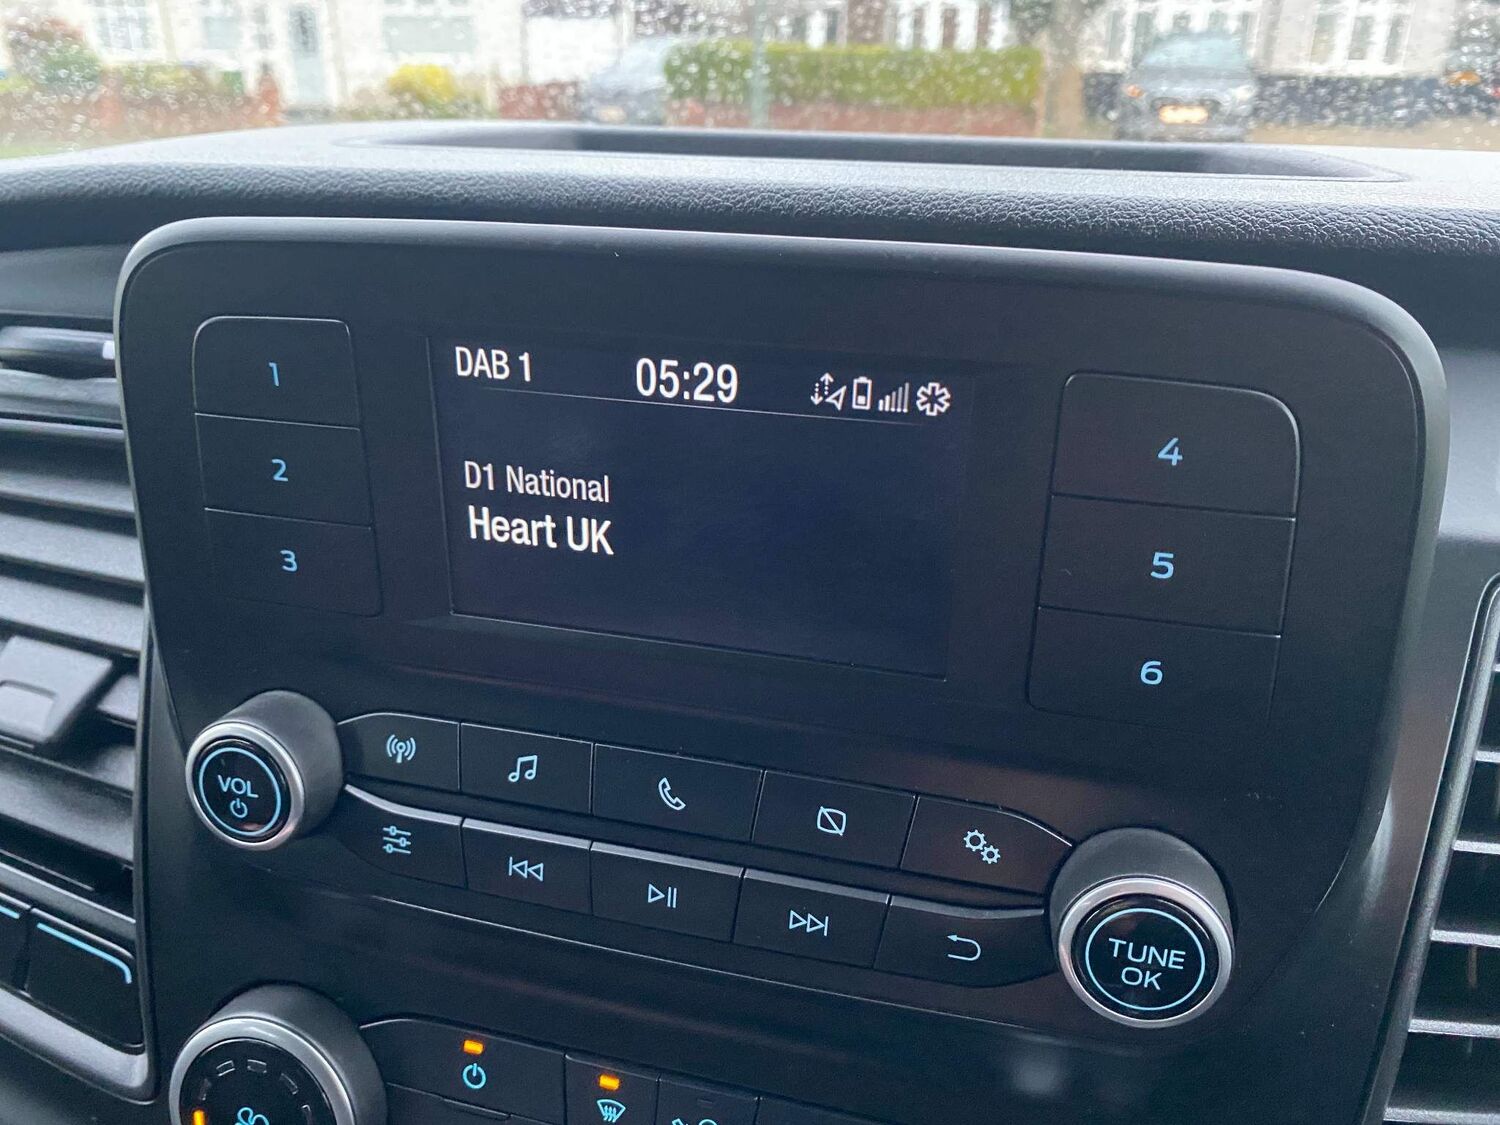 DAB 1 05:29
D1 National
Heart UK
1
2
3
4
5
6
VOL
TUNE
OK